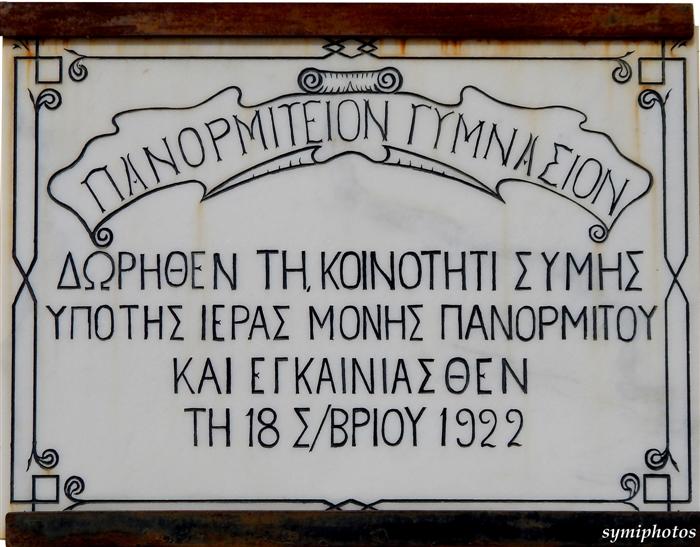 ΠΑΝΟΡΜΙΤΕΙΟΝ ΓΥΜΝΑΣΙΟΝ
ΔΩΡΗΘΕΝ ΤΗ, ΚΟΙΝΟΤΗΤΙ ΣΥΜΗΣ
ΥΠΟ ΤΗΣ ΙΕΡΑΣ ΜΟΝΗΣ ΠΑΝΟΡΜΙΤΟΥ
ΚΑΙ ΕΓΚΑΙΝΙΑΣΘΕΝ
ΤΗ 18 Σ/ΒΡΙΟΥ 1922
symiphotos